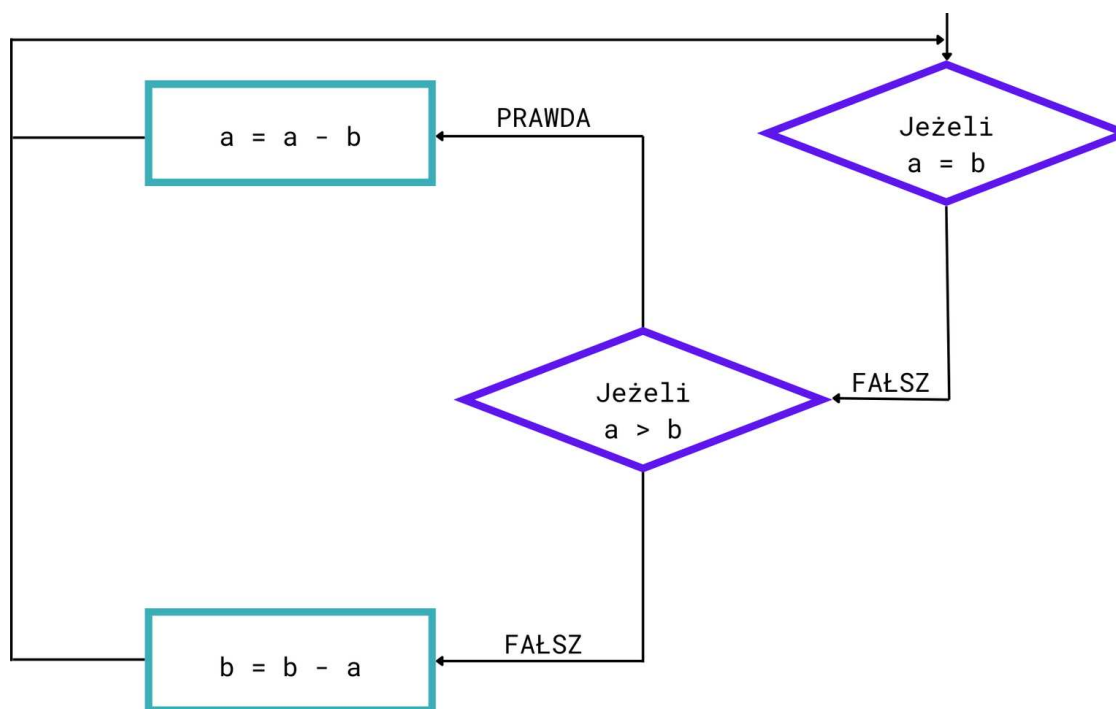 PRAWDA
Jeżeli
a = b
a = a - b
FAŁSZ
Jeżeli
a > b
FAŁSZ
b = b - a